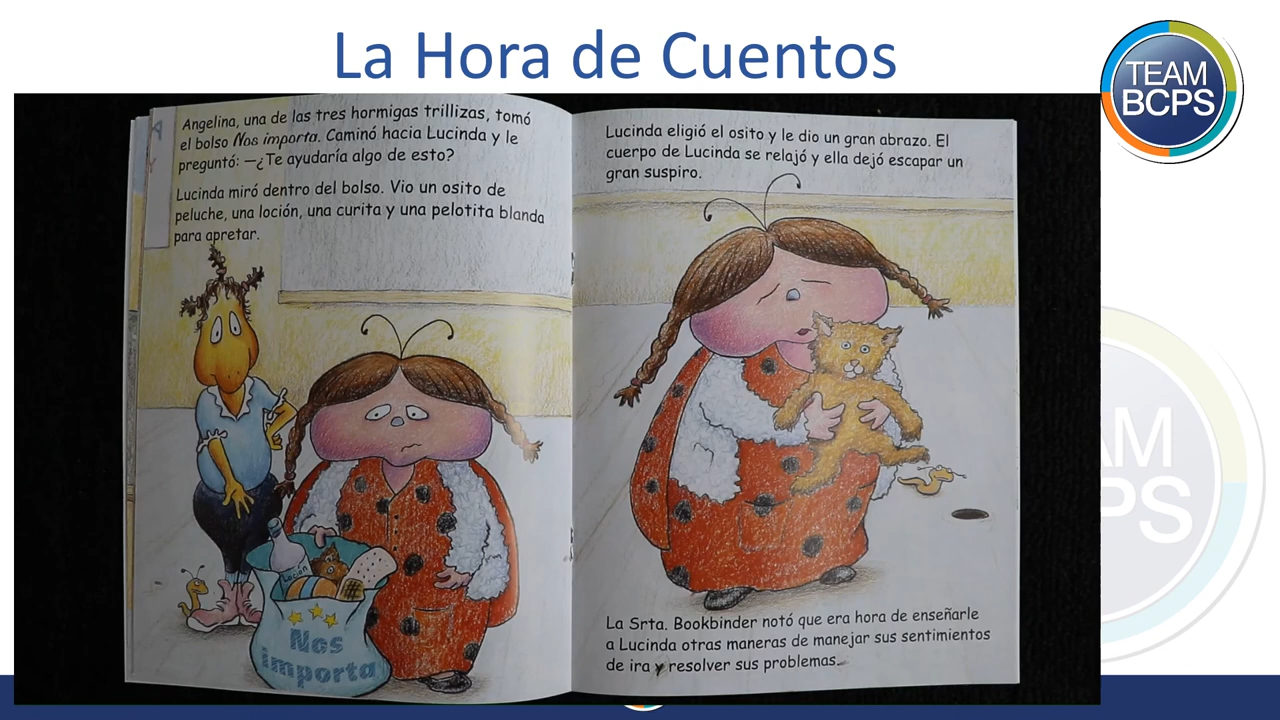 La Hora de Cuentos
TEAM
BCPS
Angelina, una de las tres hormigas trillizas, tomó
el bolso Nos importa. Caminó hacia Lucinda y le
preguntó: —¿Te ayudaría algo de esto?
Lucinda miró dentro del bolso. Vio un osito de
peluche, una loción, una curita y una pelotita blanda
para apretar.
Loción
Nos
importa
Lucinda eligió el osito y le dio un gran abrazo. El
cuerpo de Lucinda se relajó y ella dejó escapar un
gran suspiro.
La Srta. Bookbinder notó que era hora de enseñarle
a Lucinda otras maneras de manejar sus sentimientos
de ira y resolver sus problemas.
AM
PS